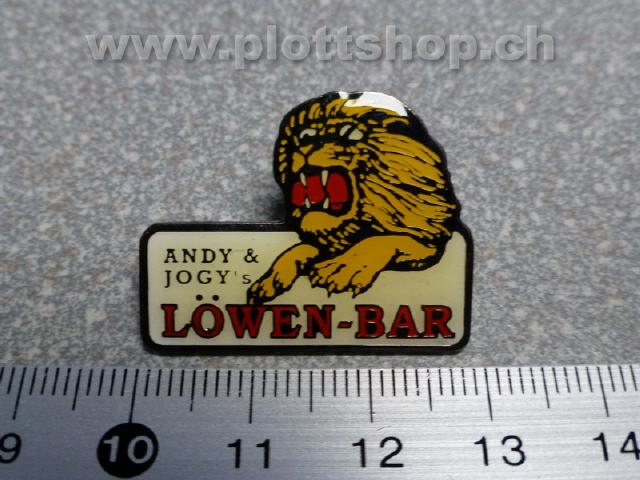 www.plottshop.ch
ANDY &
JOGY's
LÖWEN-BAR
9 10 11 12 13 14